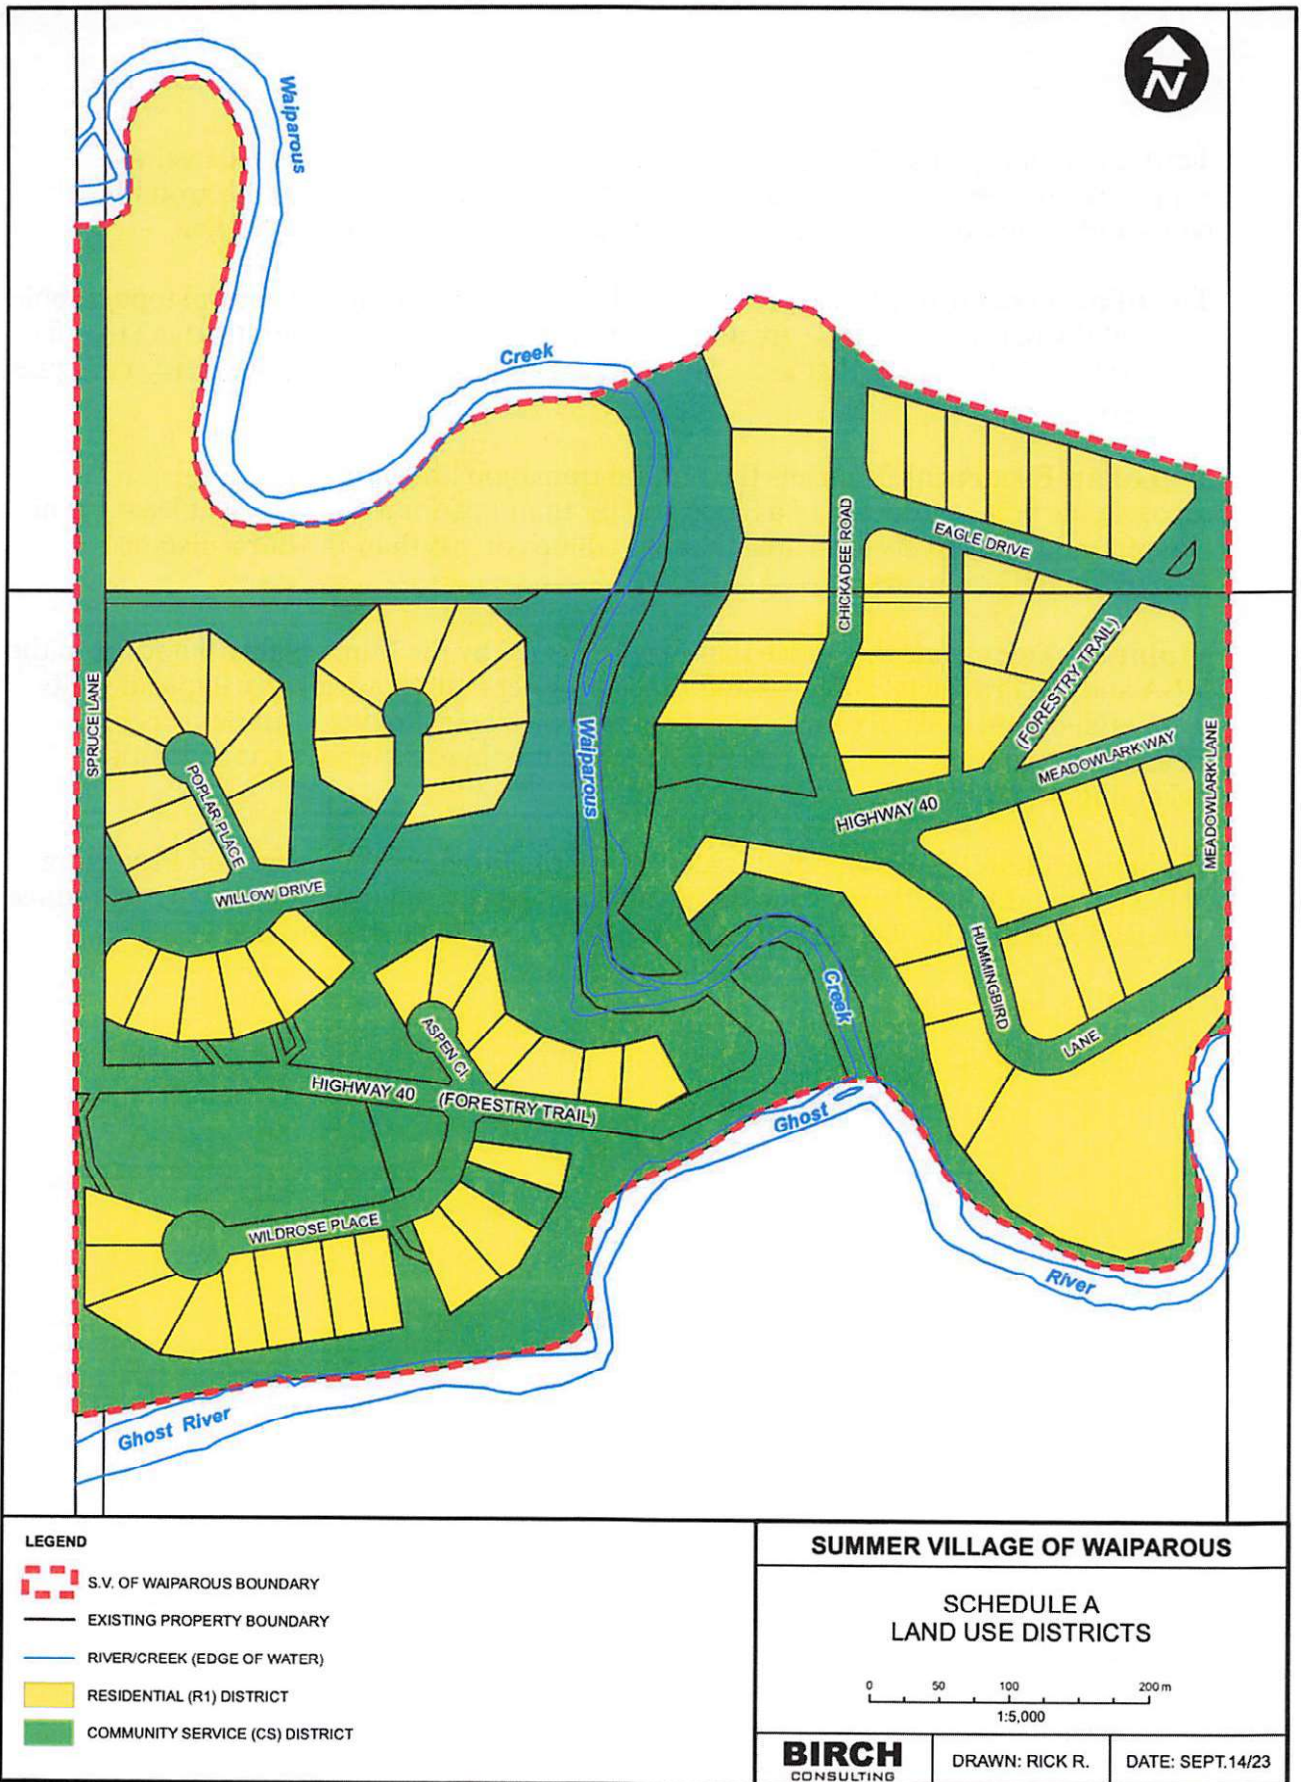 N
Waiparous
Creek
CHICKADEE ROAD
EAGLE DRIVE
(FORESTRY TRAIL)
SPRUCE LANE
POPLAR PLACE
Waiparous
MEADOWLARK WAY
MEADOWLARK LANE
HIGHWAY 40
WILLOW DRIVE
HUMMINGBIRD
LANE
Creek
ASPEN Cl.
HIGHWAY 40
(FORESTRY TRAIL)
Ghost
WILDROSE PLACE
River
Ghost River
LEGEND
S.V. OF WAIPAROUS BOUNDARY
EXISTING PROPERTY BOUNDARY
RIVER/CREEK (EDGE OF WATER)
RESIDENTIAL (R1) DISTRICT
COMMUNITY SERVICE (CS) DISTRICT
SUMMER VILLAGE OF WAIPAROUS
SCHEDULE A
LAND USE DISTRICTS
0 50 100 200 m
1:5,000
BIRCH
CONSULTING
DRAWN: RICK R.
DATE: SEPT.14/23